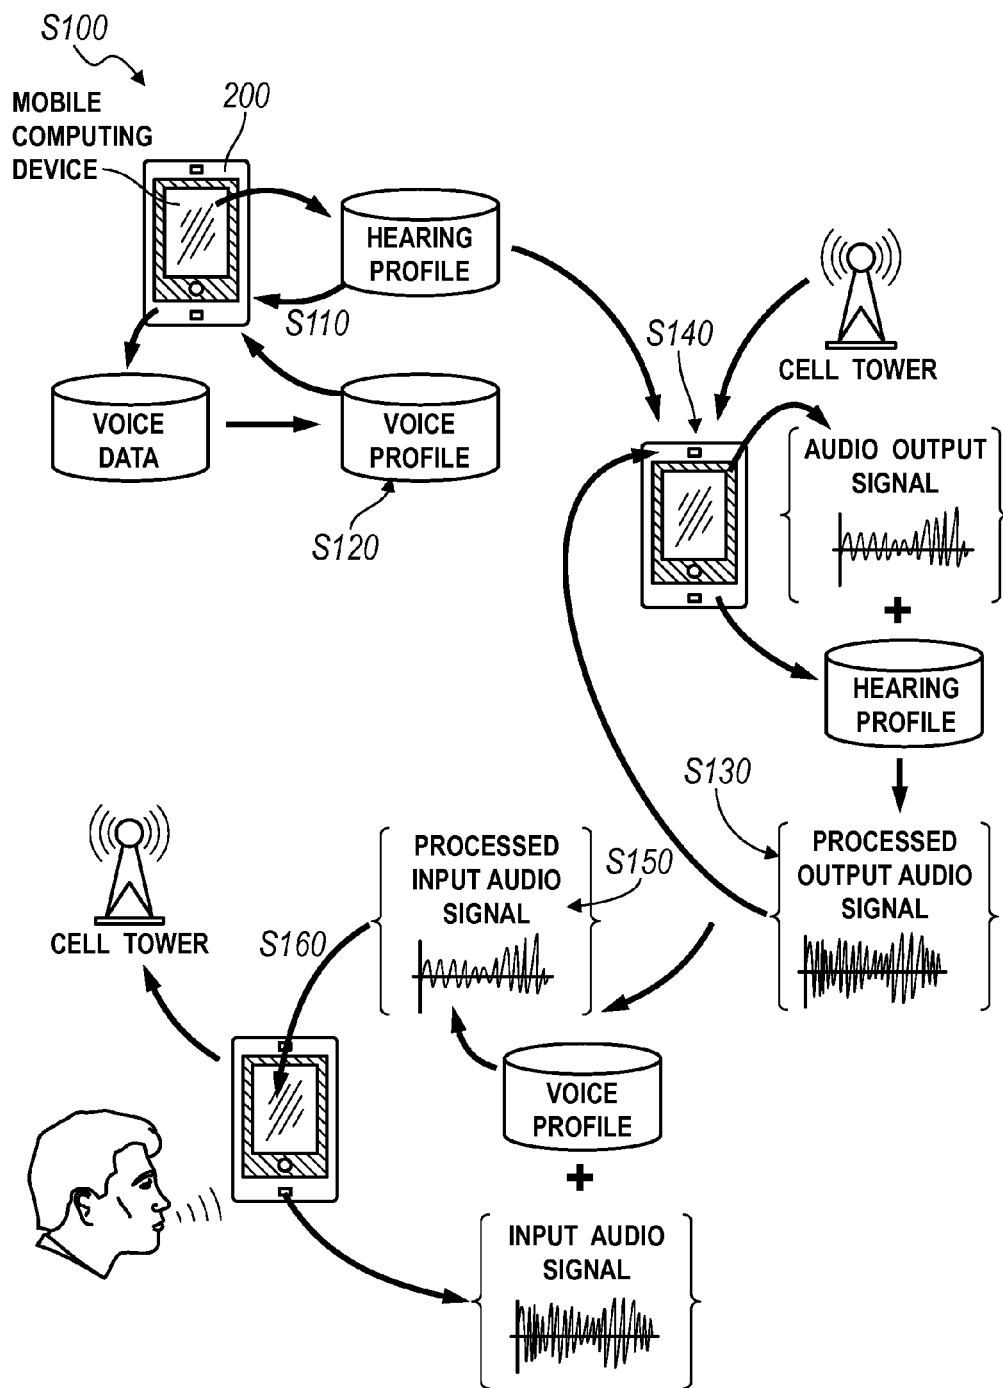 S100
MOBILE
COMPUTING
DEVICE
200
HEARING
PROFILE
S110
VOICE
DATA
VOICE
PROFILE
S120
S140
CELL TOWER
AUDIO OUTPUT
SIGNAL
+
HEARING
PROFILE
S130
PROCESSED
OUTPUT AUDIO
SIGNAL
PROCESSED
INPUT AUDIO
SIGNAL
S150
CELL TOWER
S160
VOICE
PROFILE
+
INPUT AUDIO
SIGNAL